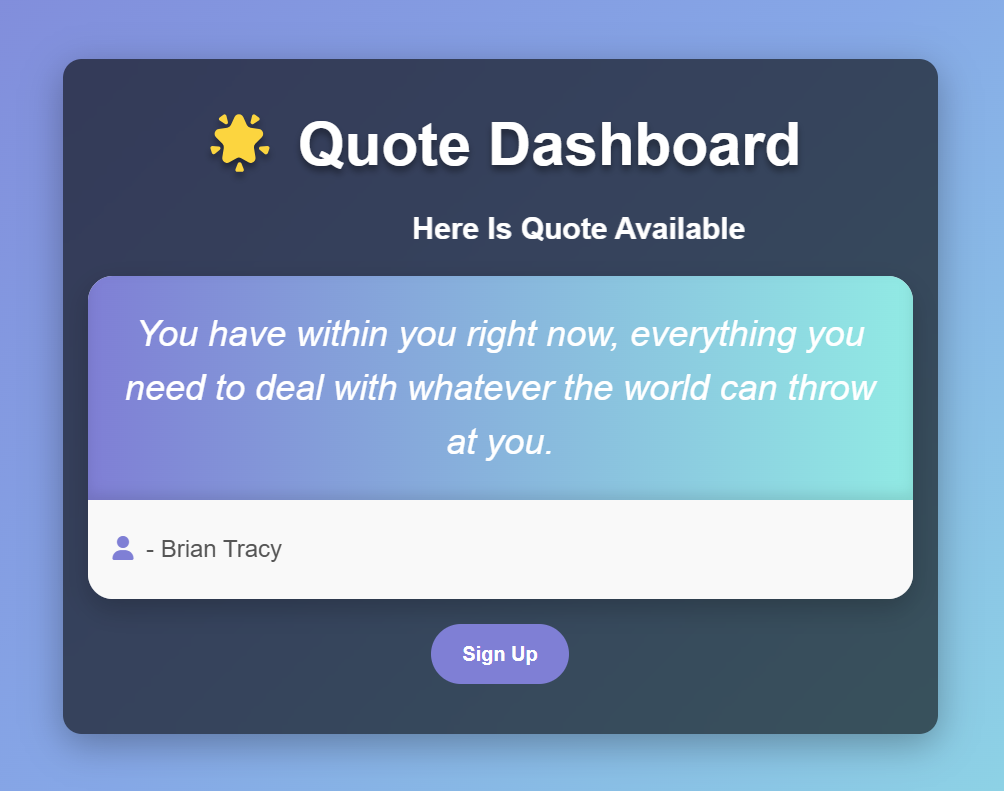 Quote Dashboard
Here Is Quote Available
You have within you right now, everything you
need to deal with whatever the world can throw
at you.
- Brian Tracy
Sign Up